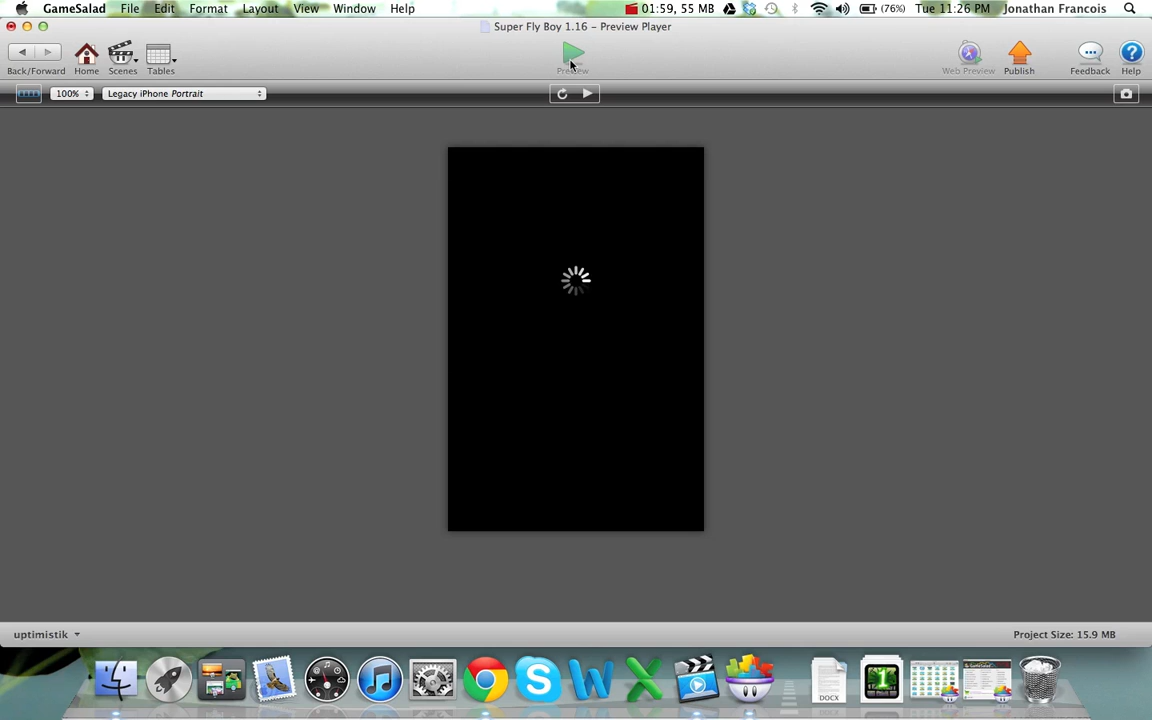 GameSalad File Edit Format Layout View Window Help 01:59, 55 MB (76%) Tue 11:26 PM Jonathan Francois
Super Fly Boy 1.16 – Preview Player
Back/Forward Home Scenes Tables Preview Web Preview Publish Feedback Help
100% Legacy iPhone Portrait
uptimistik Project Size: 15.9 MB
DOCX